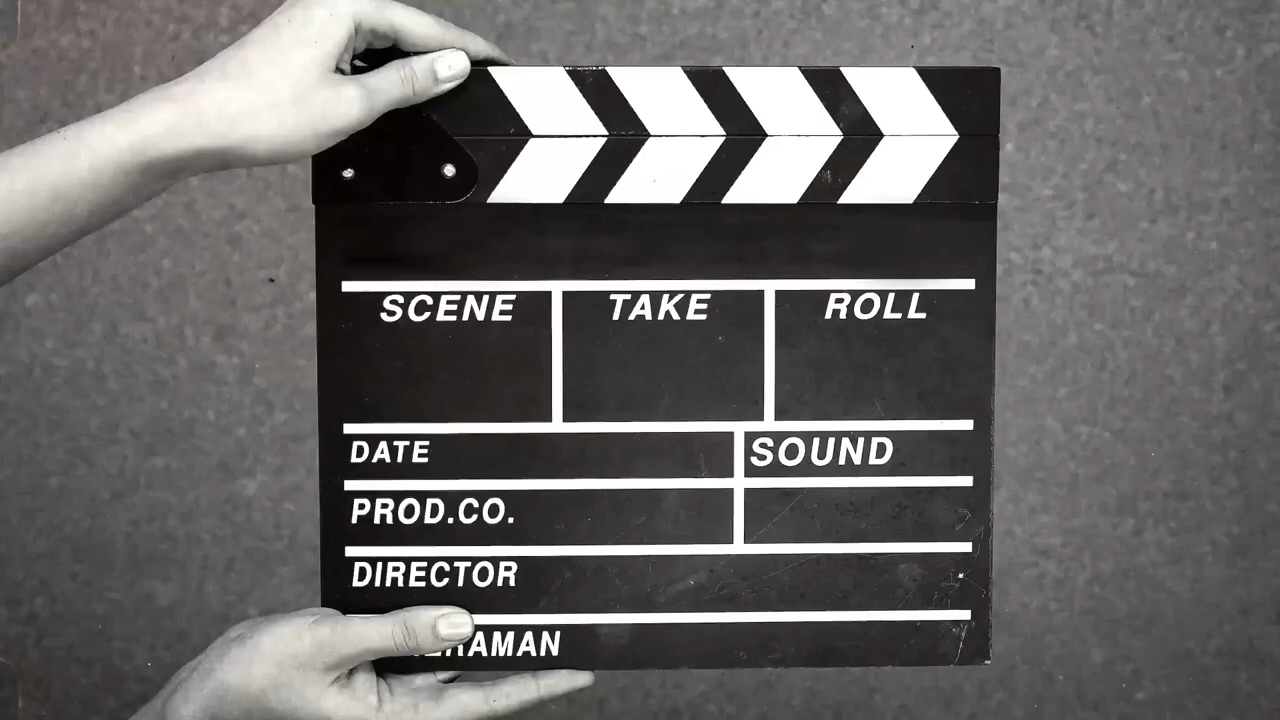 SCENE TAKE ROLL
DATE SOUND
PROD.CO.
DIRECTOR